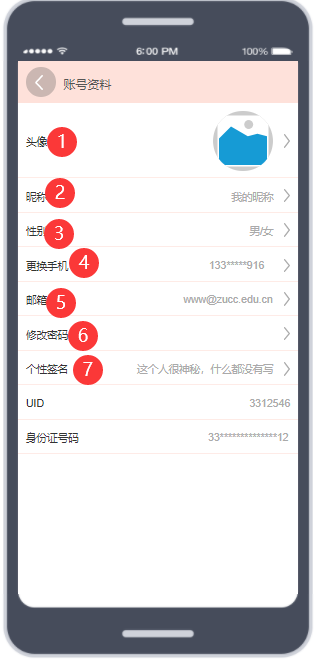 6:00 PM 100%
账号资料
头像 1
昵称 2 我的昵称
性别 3 男/女
更换手机 4 133*****916
邮箱 5 www@zucc.edu.cn
修改密码 6
个性签名 7 这个人很神秘，什么都没有写
UID 3312546
身份证号码 33**************12